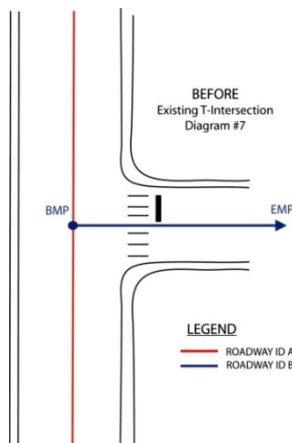 BEFORE
Existing T-Intersection
Diagram #7
BMP
EMP
LEGEND
ROADWAY ID A
ROADWAY ID B